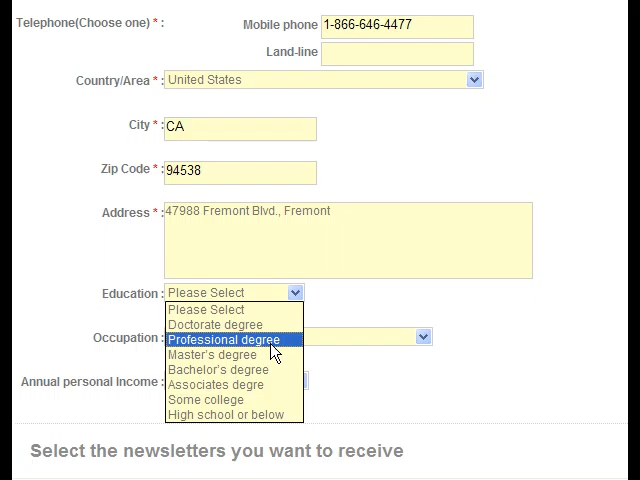 Telephone(Choose one) * :
Mobile phone 1-866-646-4477
Land-line
Country/Area * : United States
City * : CA
Zip Code * : 94538
Address * : 47988 Fremont Blvd., Fremont
Education : Please Select
Please Select
Doctorate degree
Occupation :
Professional degree
Master's degree
Bachelor's degree
Annual personal Income :
Associates degre
Some college
High school or below
Select the newsletters you want to receive